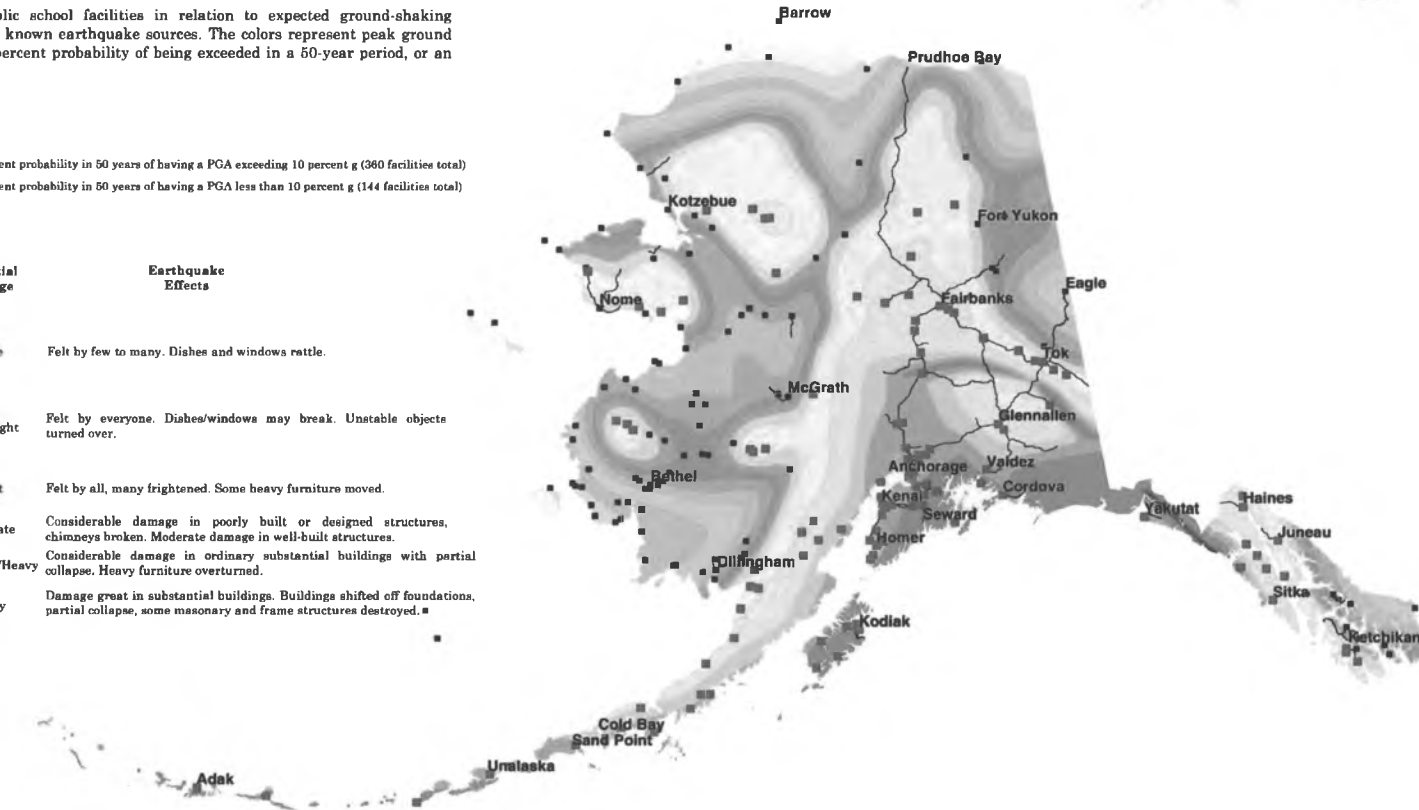 public school facilities in relation to expected ground-shaking
known earthquake sources. The colors represent peak ground
percent probability of being exceeded in a 50-year period, or an
probability in 50 years of having a PGA exceeding 10 percent g (360 facilities total)
probability in 50 years of having a PGA less than 10 percent g (144 facilities total)
Earthquake
Effects
Felt by few to many. Dishes and windows rattle.
Felt by everyone. Dishes/windows may break. Unstable objects
turned over.
Felt by all, many frightened. Some heavy furniture moved.
Considerable damage in poorly built or designed structures,
chimneys broken. Moderate damage in well-built structures.
/Heavy
Considerable damage in ordinary substantial buildings with partial
collapse. Heavy furniture overturned.
Damage great in substantial buildings. Buildings shifted off foundations,
partial collapse, some masonary and frame structures destroyed.
Barrow
Prudhoe Bay
Kotzebue
Fort Yukon
Eagle
Nome
Fairbanks
Tok
McGrath
Glennallen
Bethel
Anchorage
Valdez
Kenai
Cordova
Seward
Yakutat
Haines
Juneau
Homer
Dillingham
Sitka
Kodiak
Ketchikan
Cold Bay
Sand Point
Unalaska
Adak